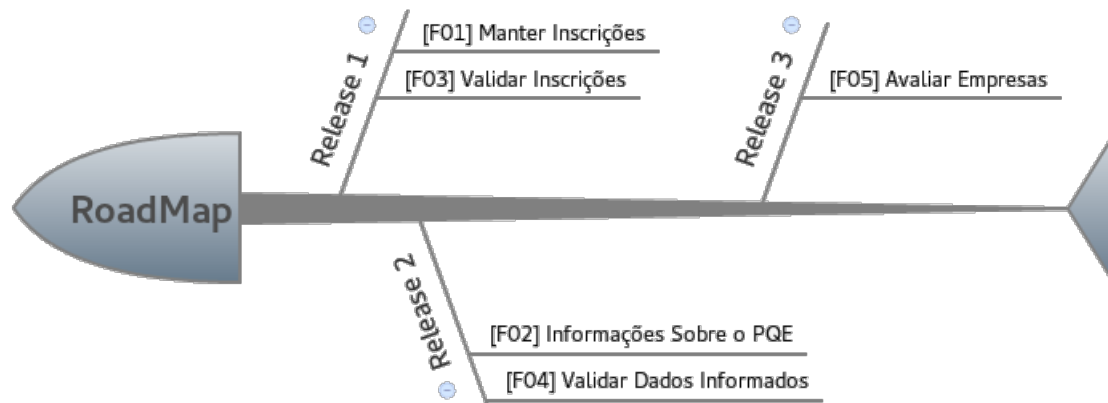 RoadMap
Release 1
[F01] Manter Inscrições
[F03] Validar Inscrições
Release 2
[F02] Informações Sobre o PQE
[F04] Validar Dados Informados
Release 3
[F05] Avaliar Empresas